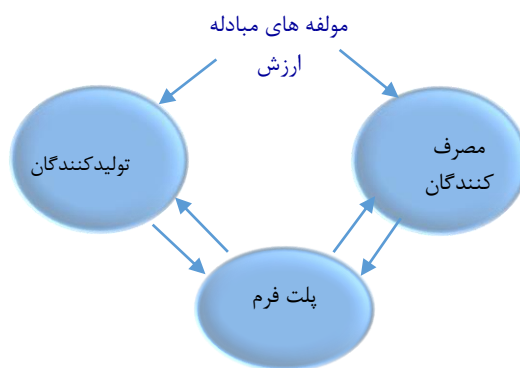 مولفه های مبادله
ارزش
مصرف
کنندگان
تولیدکنندگان
پلت فرم